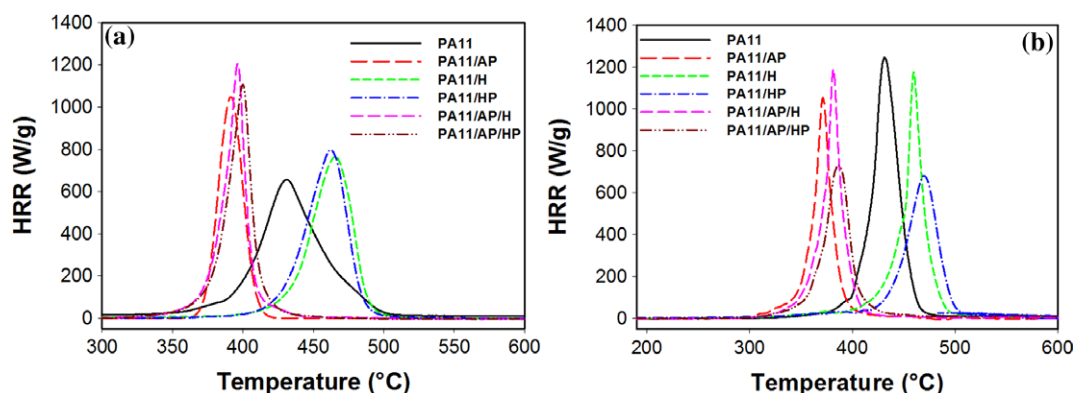 (a)
1400
1200
1000
800
600
400
200
0
HRR (W/g)
300 350 400 450 500 550 600
Temperature (°C)
PA11
PA11/AP
PA11/H
PA11/HP
PA11/AP/H
PA11/AP/HP
(b)
1400
1200
1000
800
600
400
200
0
HRR (W/g)
200 300 400 500 600
Temperature (°C)
PA11
PA11/AP
PA11/H
PA11/HP
PA11/AP/H
PA11/AP/HP